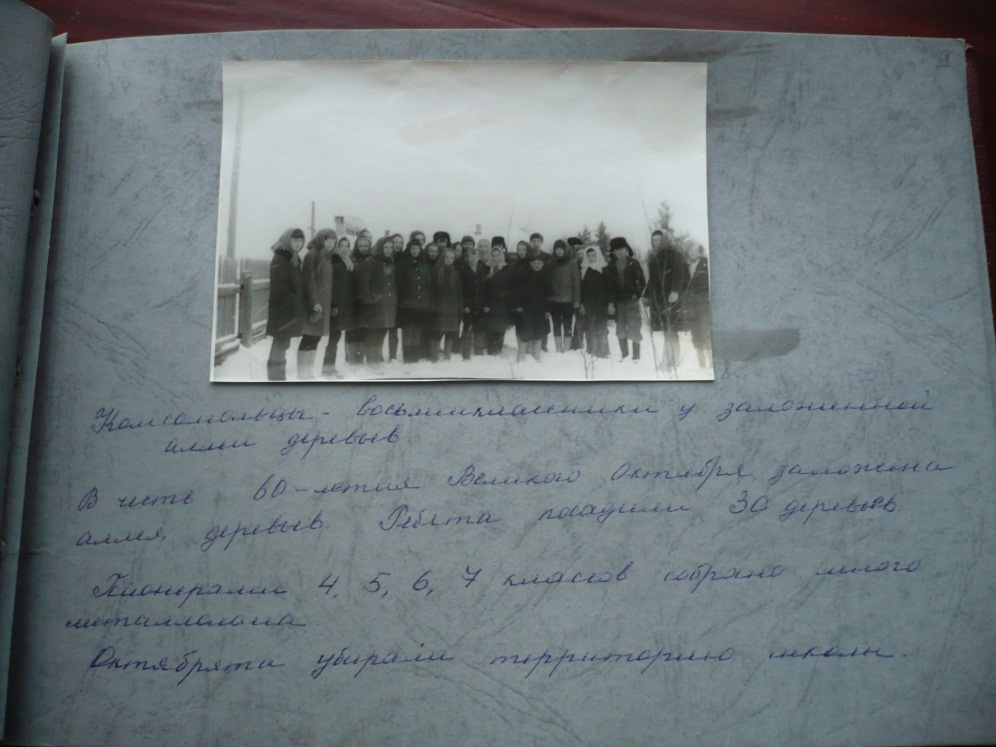 9
Комсомольцы - восьмиклассники у заложенной
аллеи деревьев
В честь 60-летия Великого Октября заложена
аллея деревьев. Ребята посадили 30 деревьев
Пионерами 4, 5, 6, 7 классов собрано много
металлолома.
Октябрята убирали территорию школы.